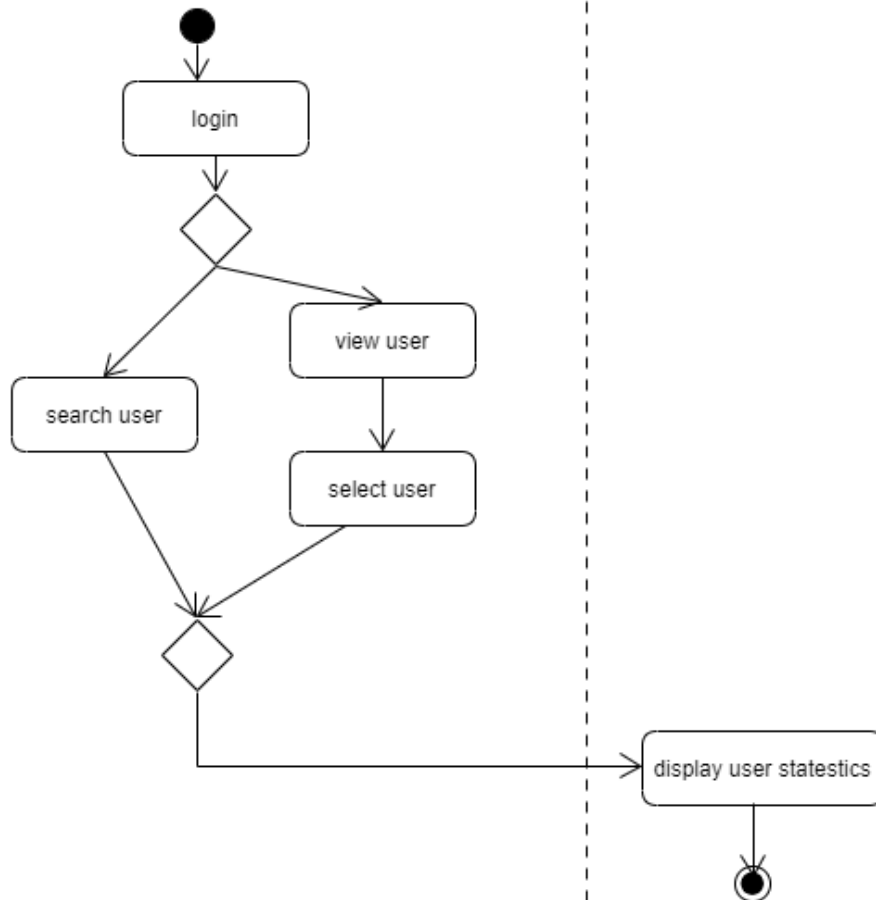 login
view user
search user
select user
display user statestics